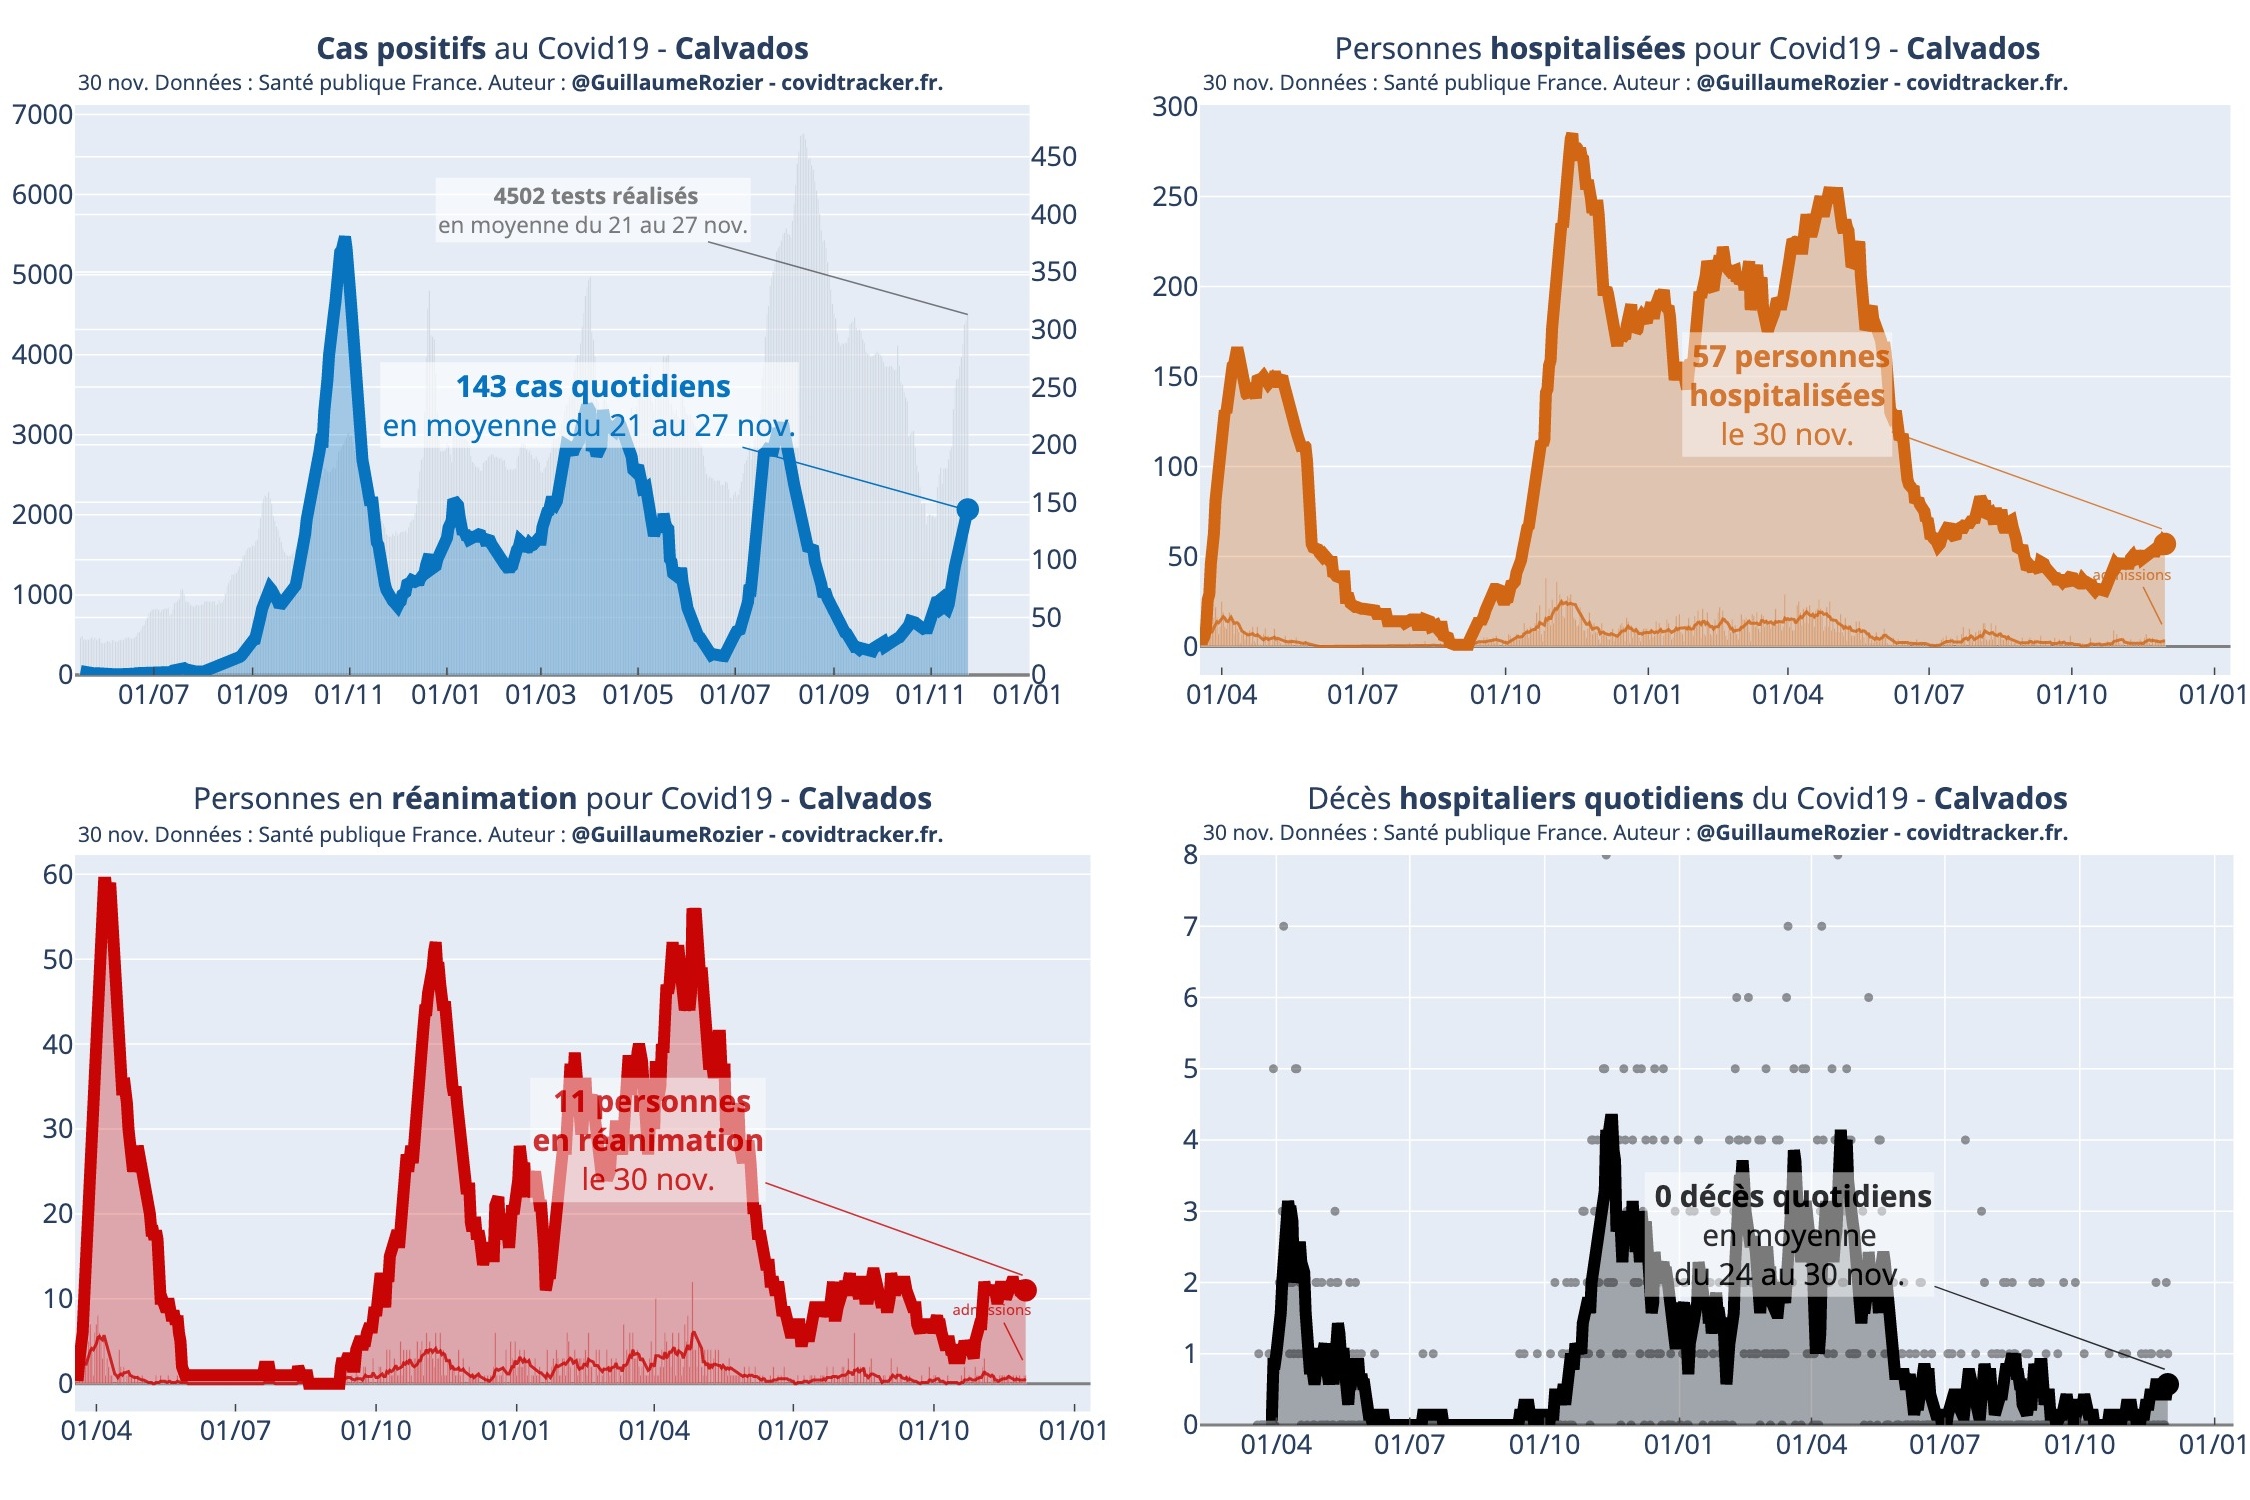 Cas positifs au Covid19 - Calvados
30 nov. Données : Santé publique France. Auteur : @GuillaumeRozier - covidtracker.fr.
7000
6000
5000
4000
3000
2000
1000
0
450
400
350
300
250
200
150
100
50
0
4502 tests réalisés
en moyenne du 21 au 27 nov.
143 cas quotidiens
en moyenne du 21 au 27 nov.
01/07 01/09 01/11 01/01 01/03 01/05 01/07 01/09 01/11 01/01
Personnes hospitalisées pour Covid19 - Calvados
30 nov. Données : Santé publique France. Auteur : @GuillaumeRozier - covidtracker.fr.
300
250
200
150
100
50
0
57 personnes
hospitalisées
le 30 nov.
admissions
01/04 01/07 01/10 01/01 01/04 01/07 01/10 01/01
Personnes en réanimation pour Covid19 - Calvados
30 nov. Données : Santé publique France. Auteur : @GuillaumeRozier - covidtracker.fr.
60
50
40
30
20
10
0
11 personnes
en réanimation
le 30 nov.
admissions
01/04 01/07 01/10 01/01 01/04 01/07 01/10 01/01
Décès hospitaliers quotidiens du Covid19 - Calvados
30 nov. Données : Santé publique France. Auteur : @GuillaumeRozier - covidtracker.fr.
8
7
6
5
4
3
2
1
0
0 décès quotidiens
en moyenne
du 24 au 30 nov.
01/04 01/07 01/10 01/01 01/04 01/07 01/10 01/01